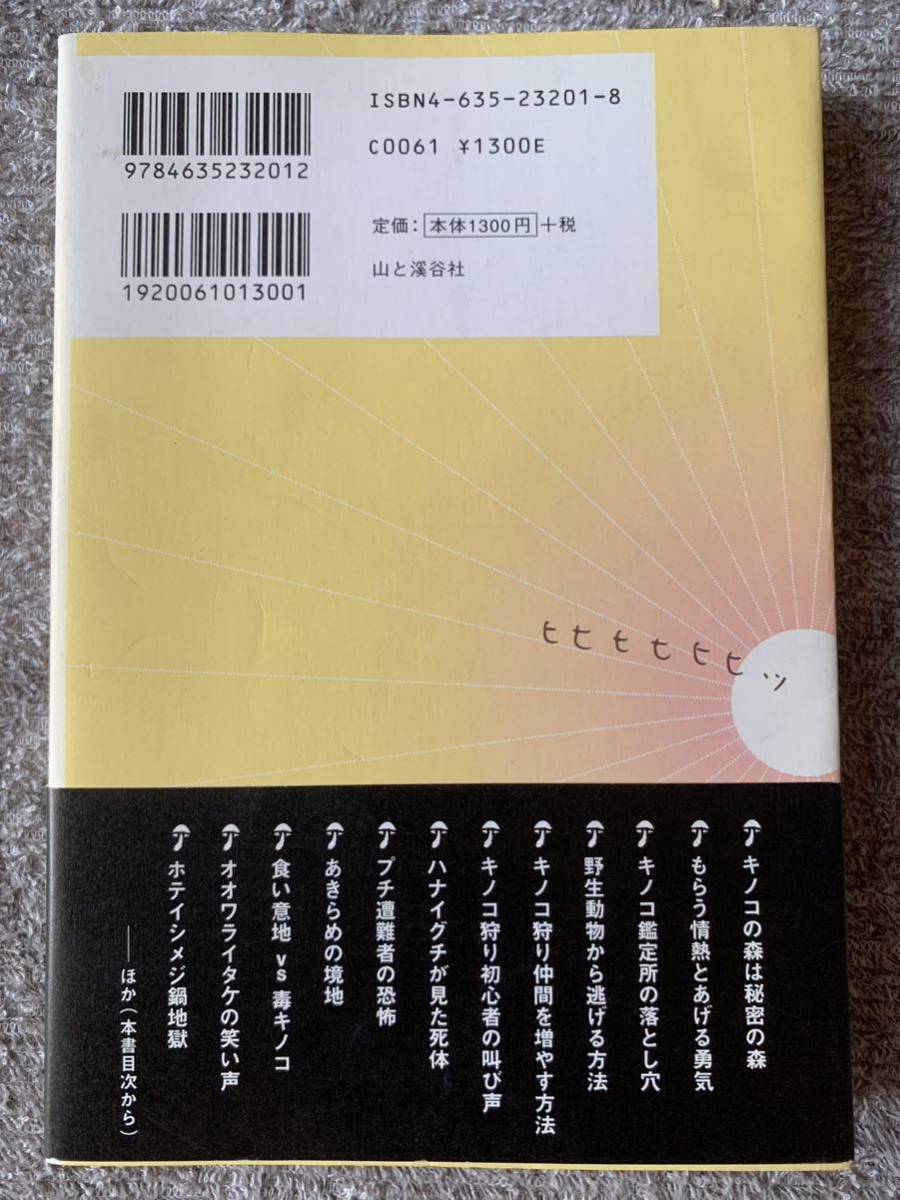 ISBN4-635-23201-8
C0061 ¥1300E
9784635232012
定価：本体1300円+税
山と溪谷社
1920061013001
ヒヒヒヒヒヒッ
キノコの森は秘密の森
もらう情熱とあげる勇気
キノコ鑑定所の落とし穴
野生動物から逃げる方法
キノコ狩り仲間を増やす方法
キノコ狩り初心者の叫び声
ハナイグチが見た死体
プチ遭難者の恐怖
あきらめの境地
食い意地 vs 毒キノコ
オオワライタケの笑い声
ホテイシメジ鍋地獄
——ほか（本書目次から）